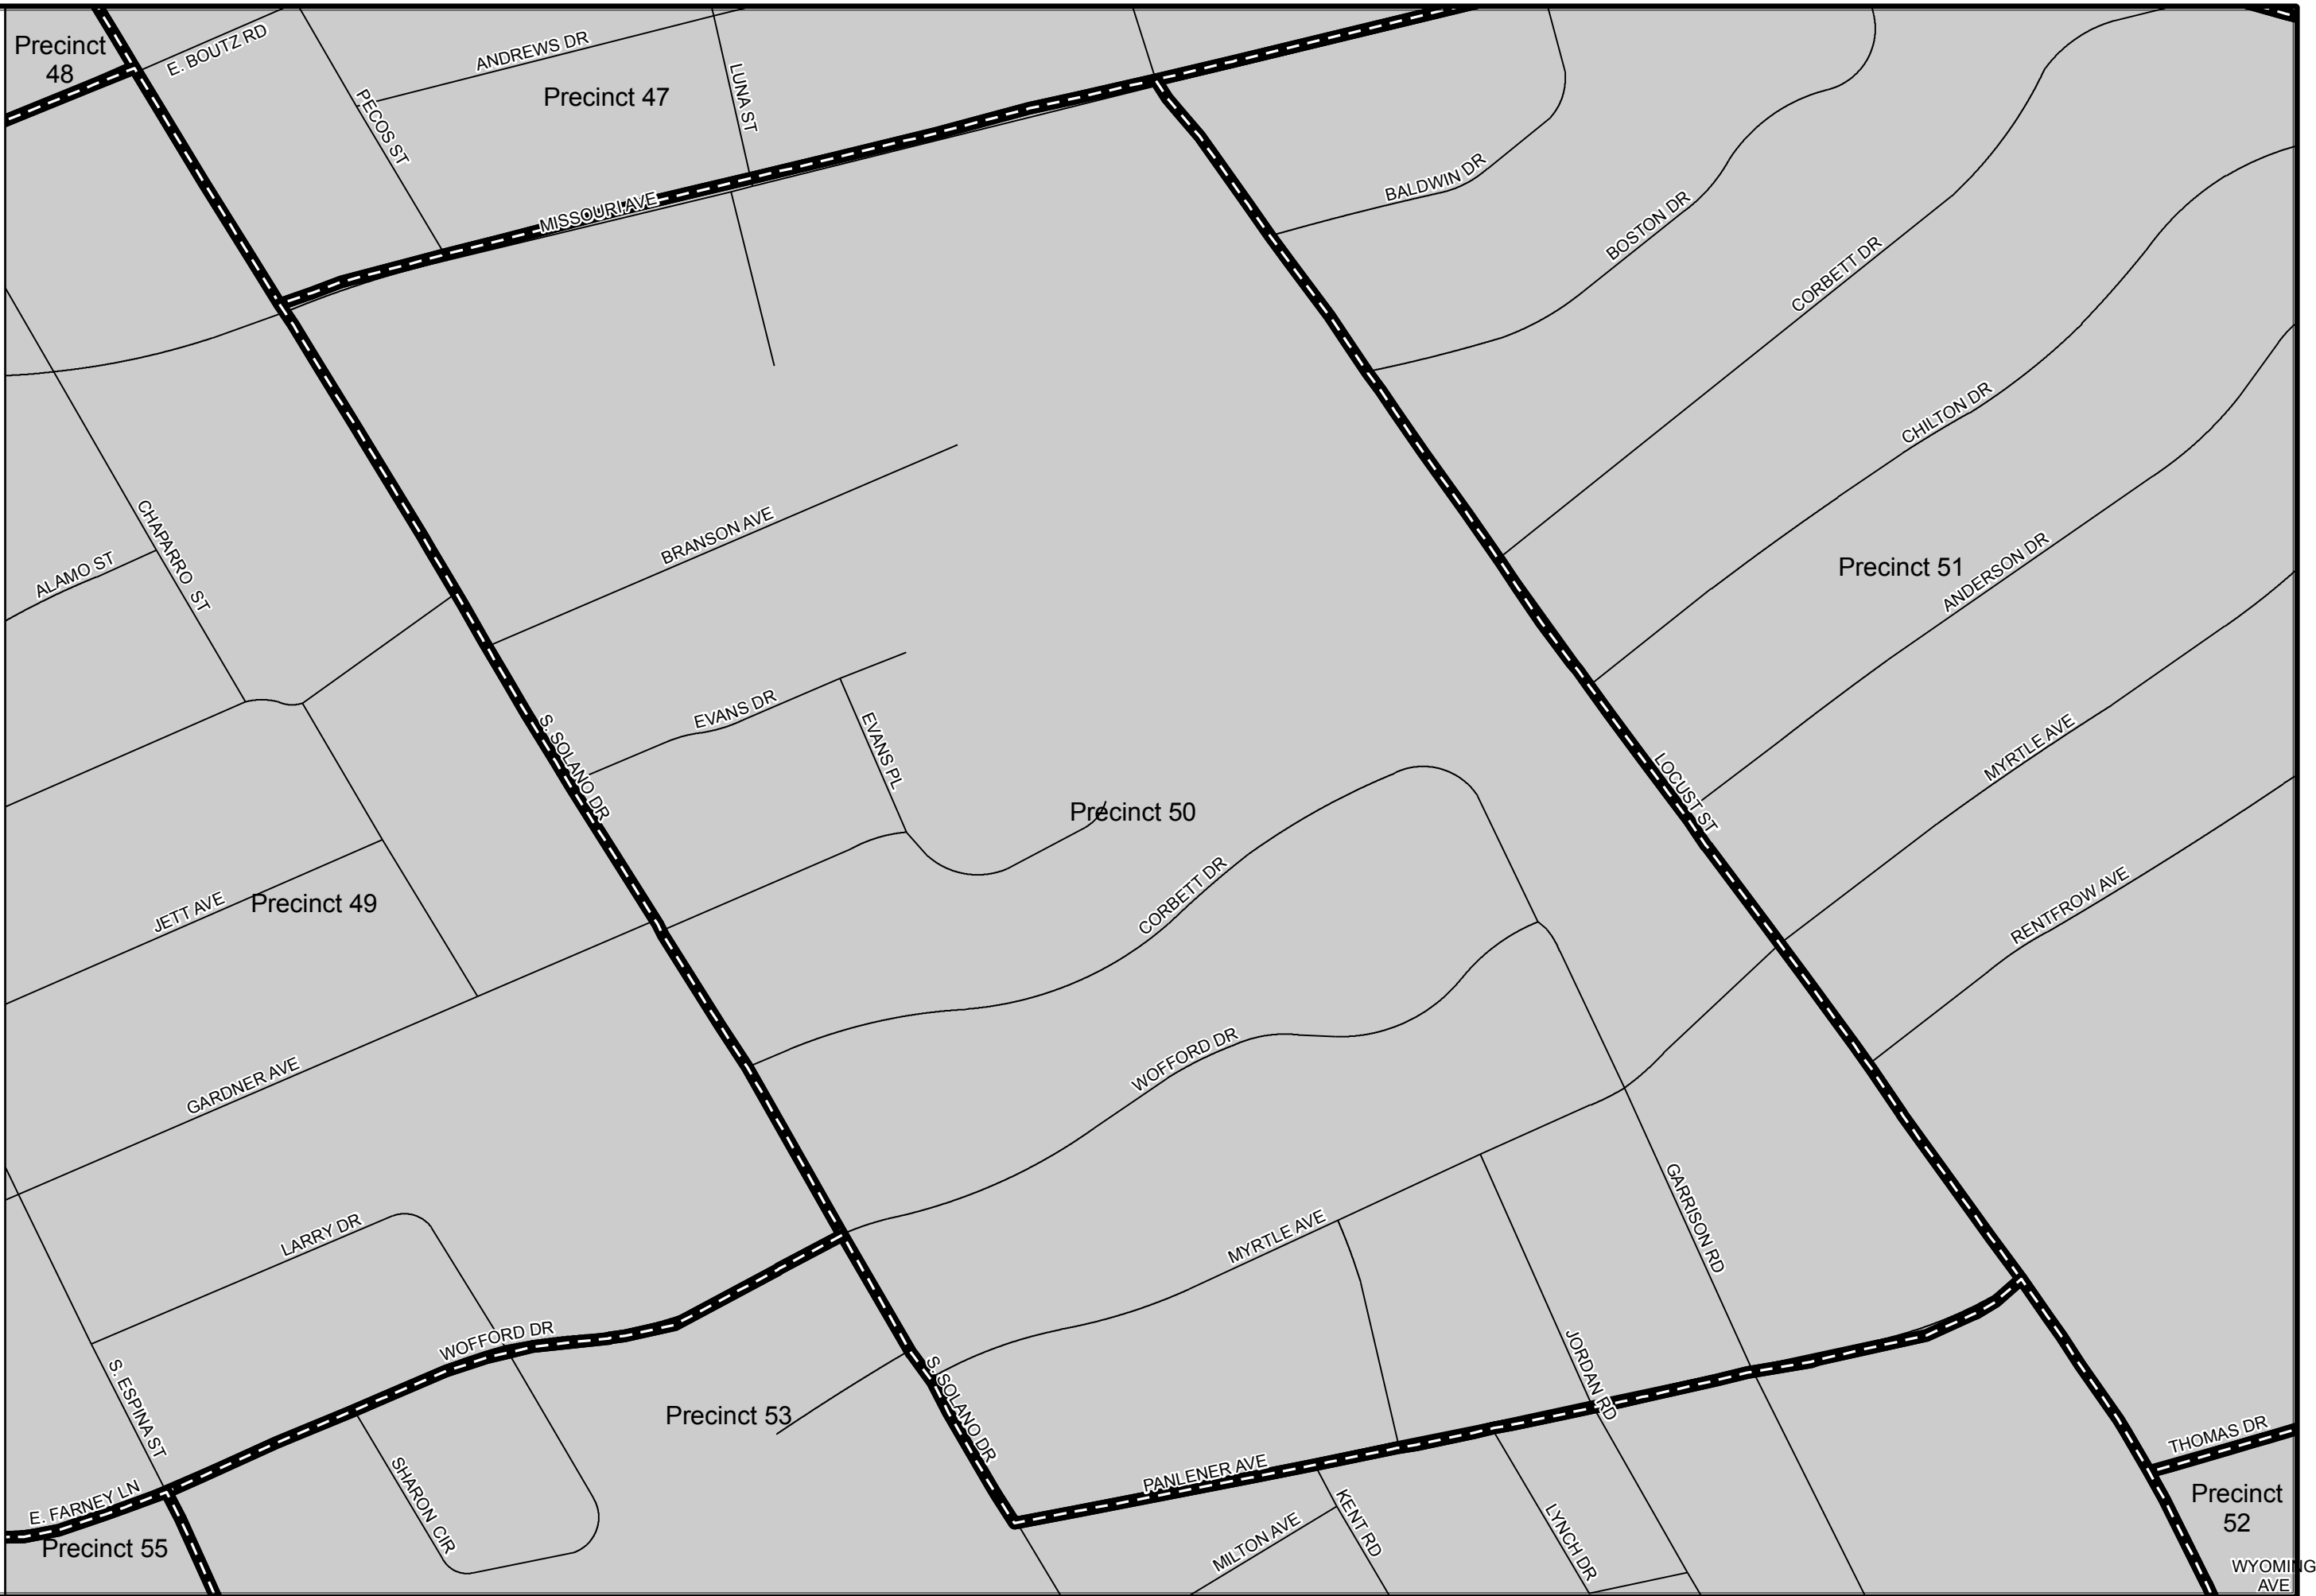 Precinct
48
E. BOUTZ RD
ANDREWS DR
Precinct 47
LUNA ST
PECOS ST
MISSOURI AVE
BALDWIN DR
BOSTON DR
CORBETT DR
CHILTON DR
Precinct 51
ANDERSON DR
CHAPARRO ST
ALAMO ST
BRANSON AVE
EVANS DR
EVANS PL
S. SOLANO DR
Precinct 50
LOCUST ST
MYRTLE AVE
RENTFROW AVE
JETT AVE
Precinct 49
CORBETT DR
WOFFORD DR
GARDNER AVE
LARRY DR
MYRTLE AVE
GARRISON RD
WOFFORD DR
S. ESPINA ST
Precinct 53
S. SOLANO DR
JORDAN RD
PANLENER AVE
THOMAS DR
E. FARNEY LN
SHARON CIR
MILTON AVE
KENT RD
LYNCH DR
Precinct
52
Precinct 55
WYOMING
AVE